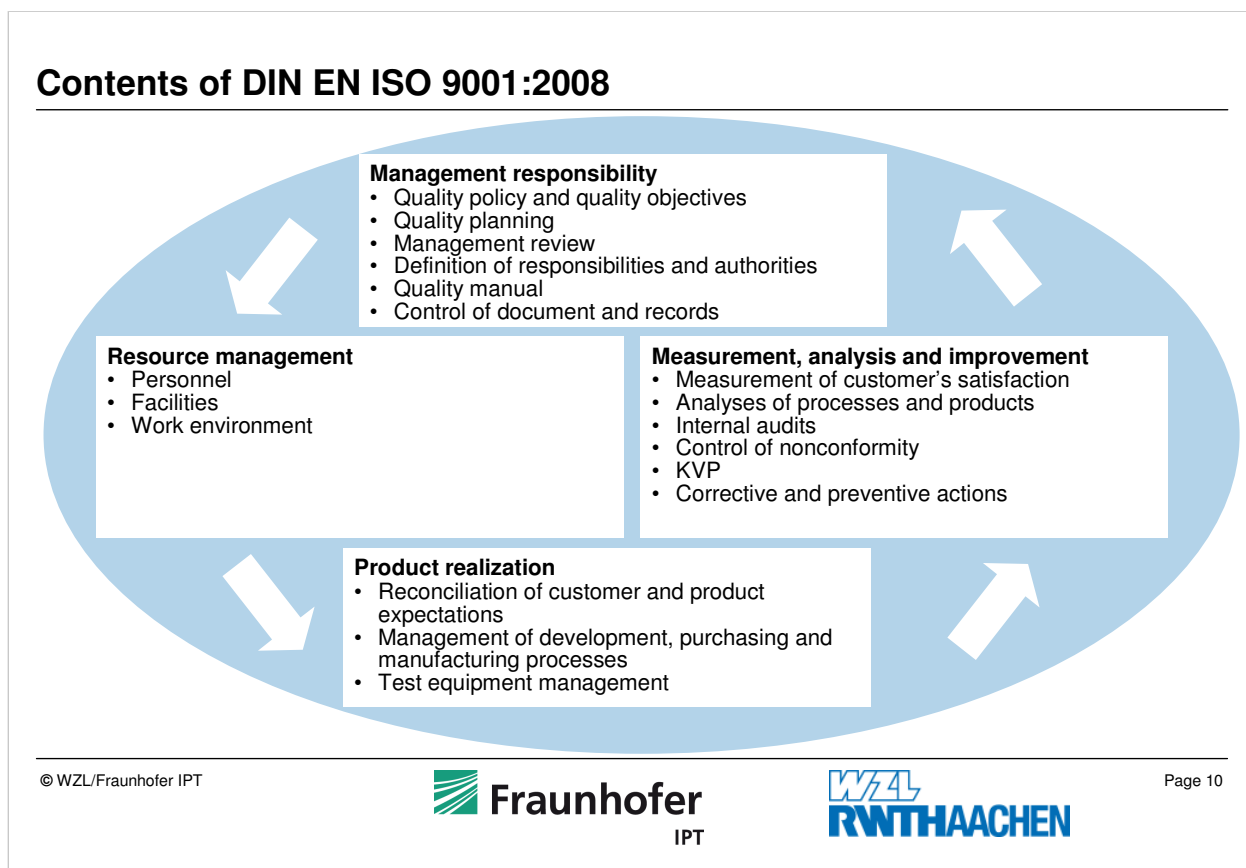 Contents of DIN EN ISO 9001:2008
Management responsibility
• Quality policy and quality objectives
• Quality planning
• Management review
• Definition of responsibilities and authorities
• Quality manual
• Control of document and records
Resource management
• Personnel
• Facilities
• Work environment
Measurement, analysis and improvement
• Measurement of customer’s satisfaction
• Analyses of processes and products
• Internal audits
• Control of nonconformity
• KVP
• Corrective and preventive actions
Product realization
• Reconciliation of customer and product
expectations
• Management of development, purchasing and
manufacturing processes
• Test equipment management
© WZL/Fraunhofer IPT
Fraunhofer
IPT
WZL
RWTHAACHEN
Page 10